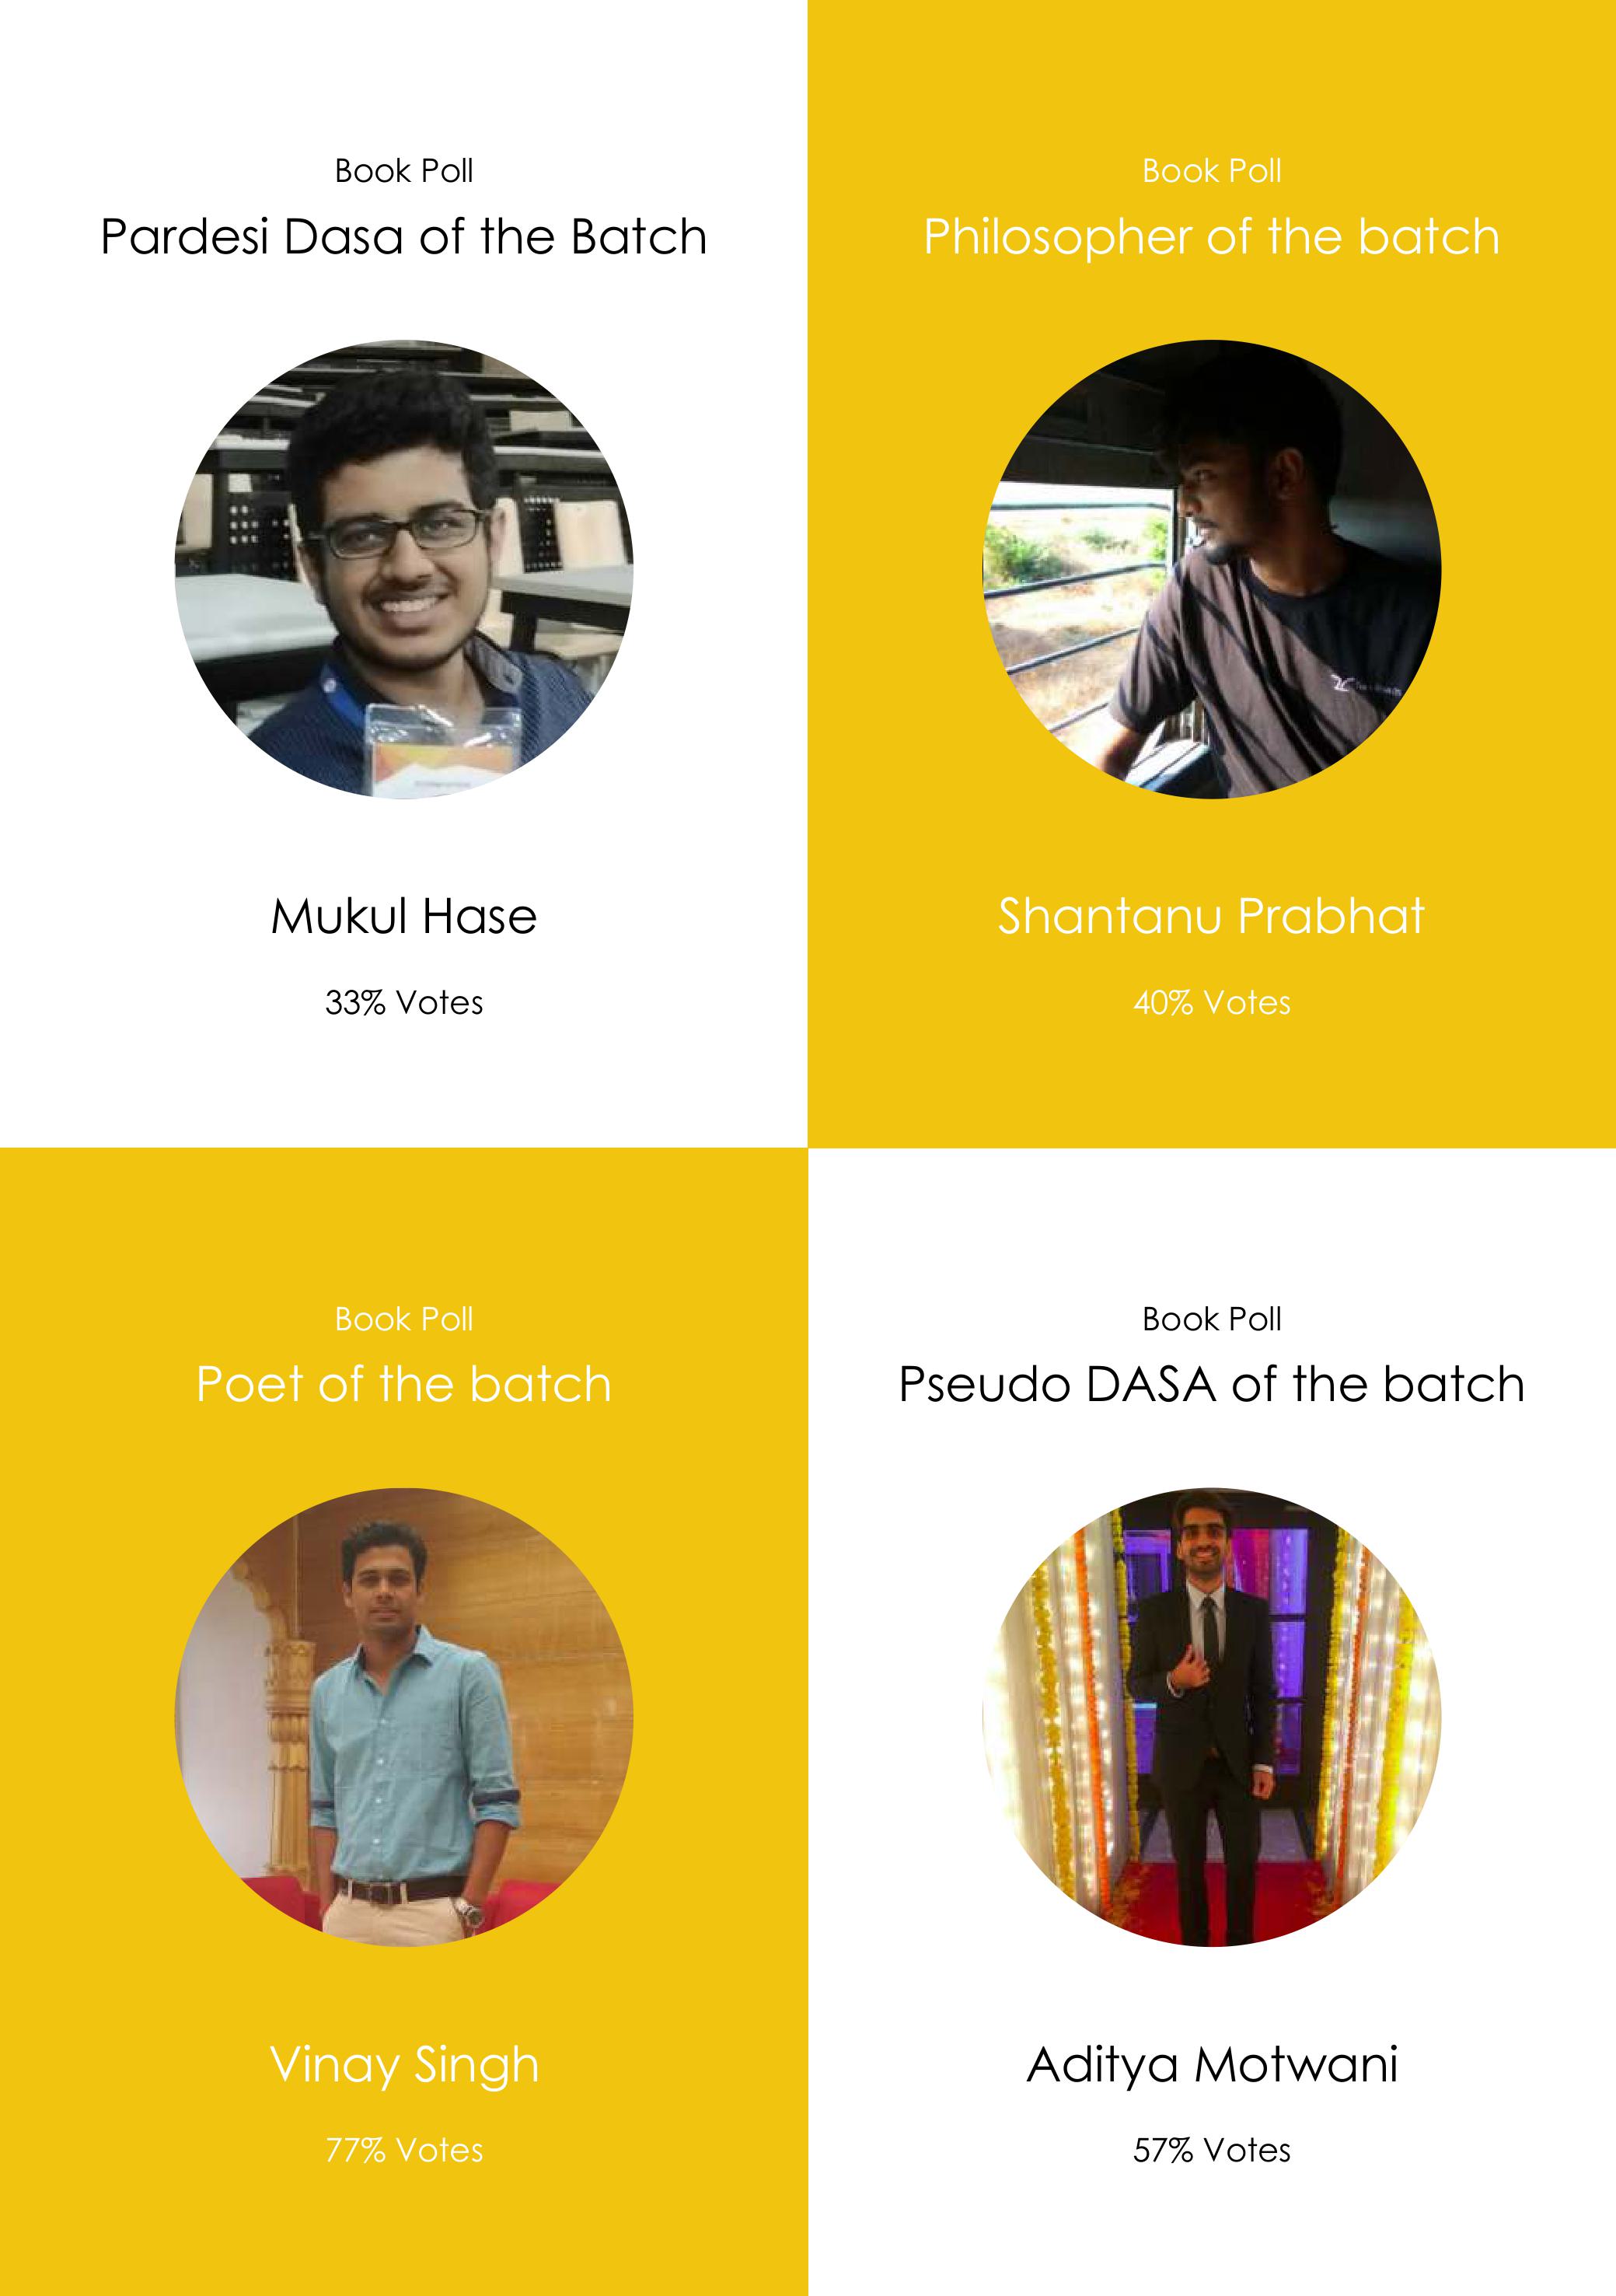 Book Poll
Pardesi Dasa of the Batch
Mukul Hase
33% Votes
Book Poll
Philosopher of the batch
Shantanu Prabhat
40% Votes
Book Poll
Poet of the batch
Vinay Singh
77% Votes
Book Poll
Pseudo DASA of the batch
Aditya Motwani
57% Votes